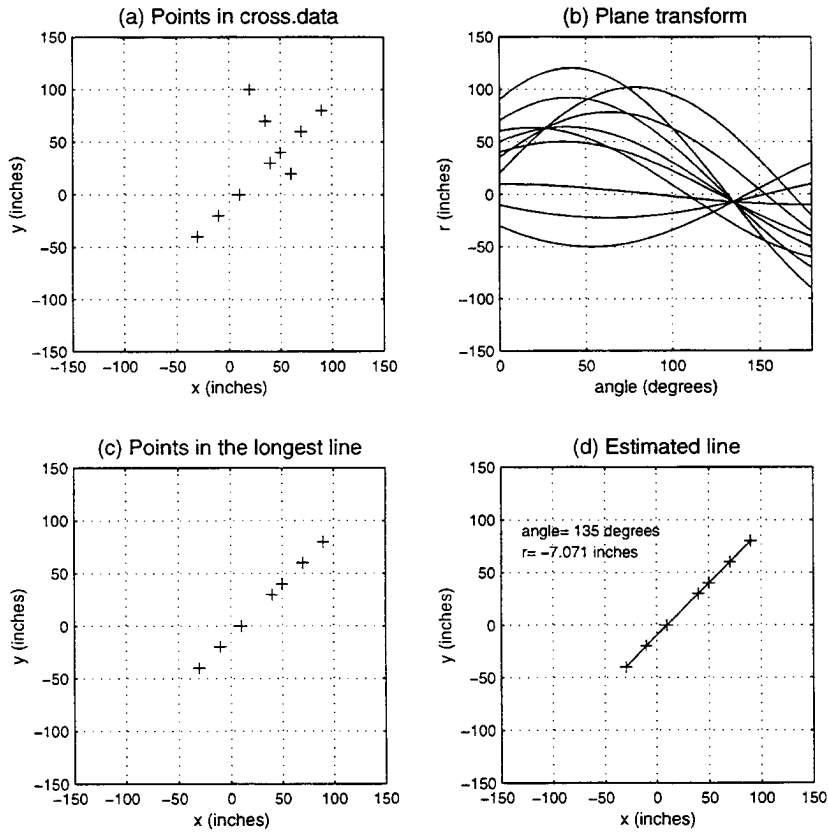 (a) Points in cross.data
150
100
50
0
−50
−100
−150
y (inches)
−150 −100 −50 0 50 100 150
x (inches)
(b) Plane transform
150
100
50
0
−50
−100
−150
r (inches)
0 50 100 150
angle (degrees)
(c) Points in the longest line
150
100
50
0
−50
−100
−150
y (inches)
−150 −100 −50 0 50 100 150
x (inches)
(d) Estimated line
150
100
50
0
−50
−100
−150
y (inches)
angle= 135 degrees
r= −7.071 inches
−150 −100 −50 0 50 100 150
x (inches)